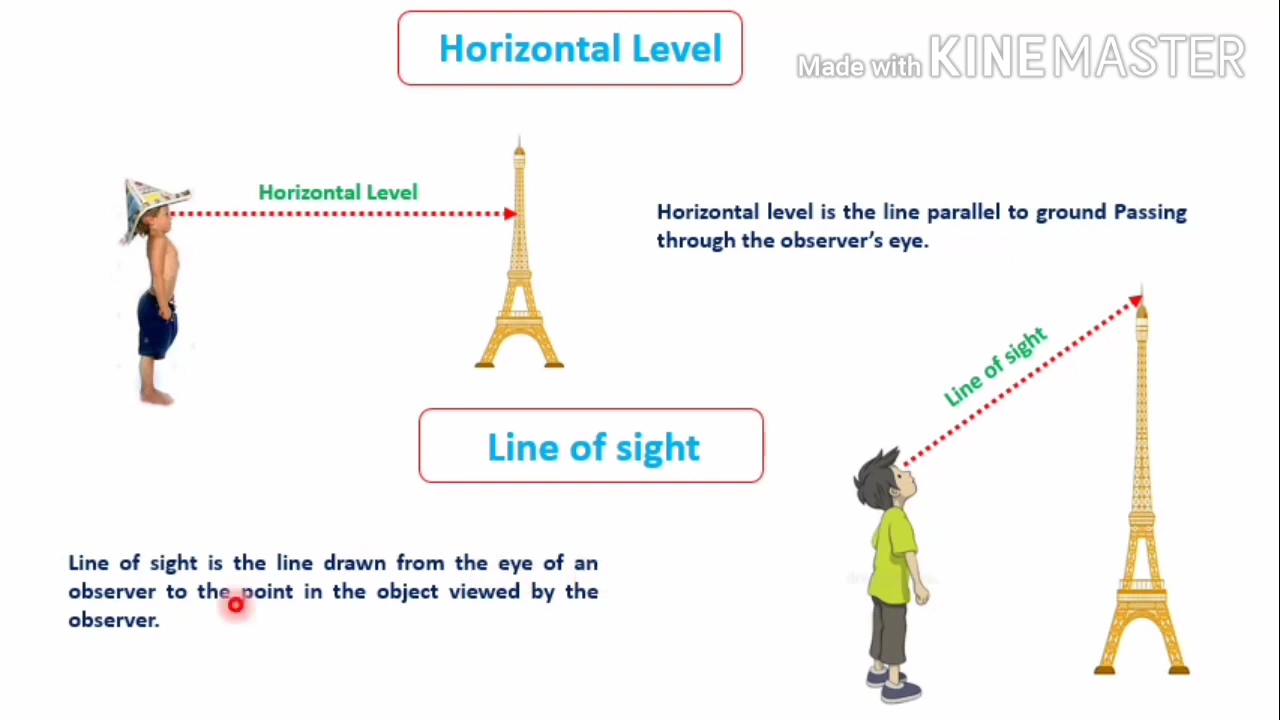 Horizontal Level
Made with KINEMASTER
Horizontal Level
Horizontal level is the line parallel to ground Passing
through the observer's eye.
Line of sight
Line of sight
Line of sight is the line drawn from the eye of an
observer to the point in the object viewed by the
observer.